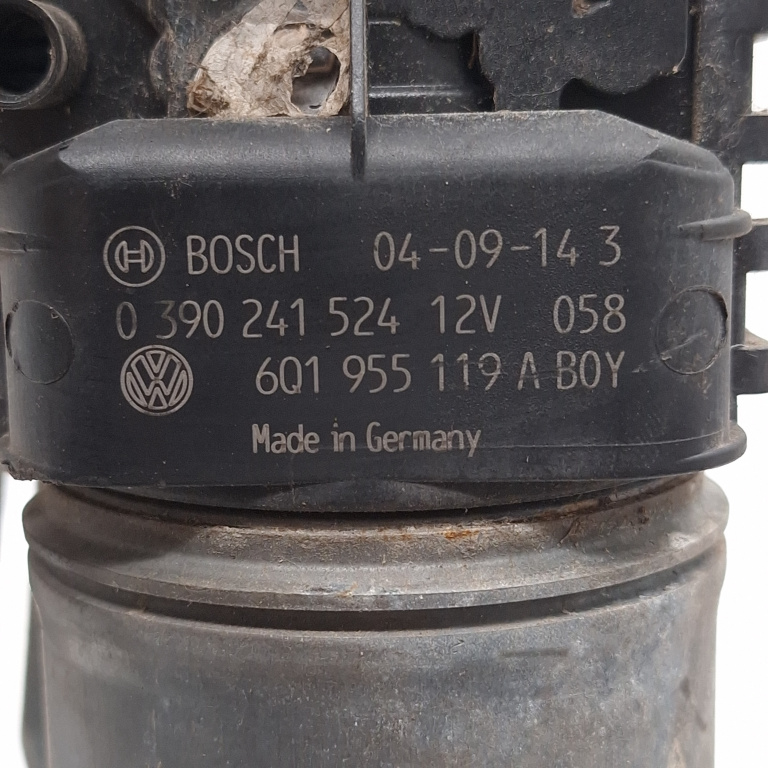 BOSCH 04-09-14 3
0 390 241 524 12V 058
6Q1 955 119 A BOY
Made in Germany